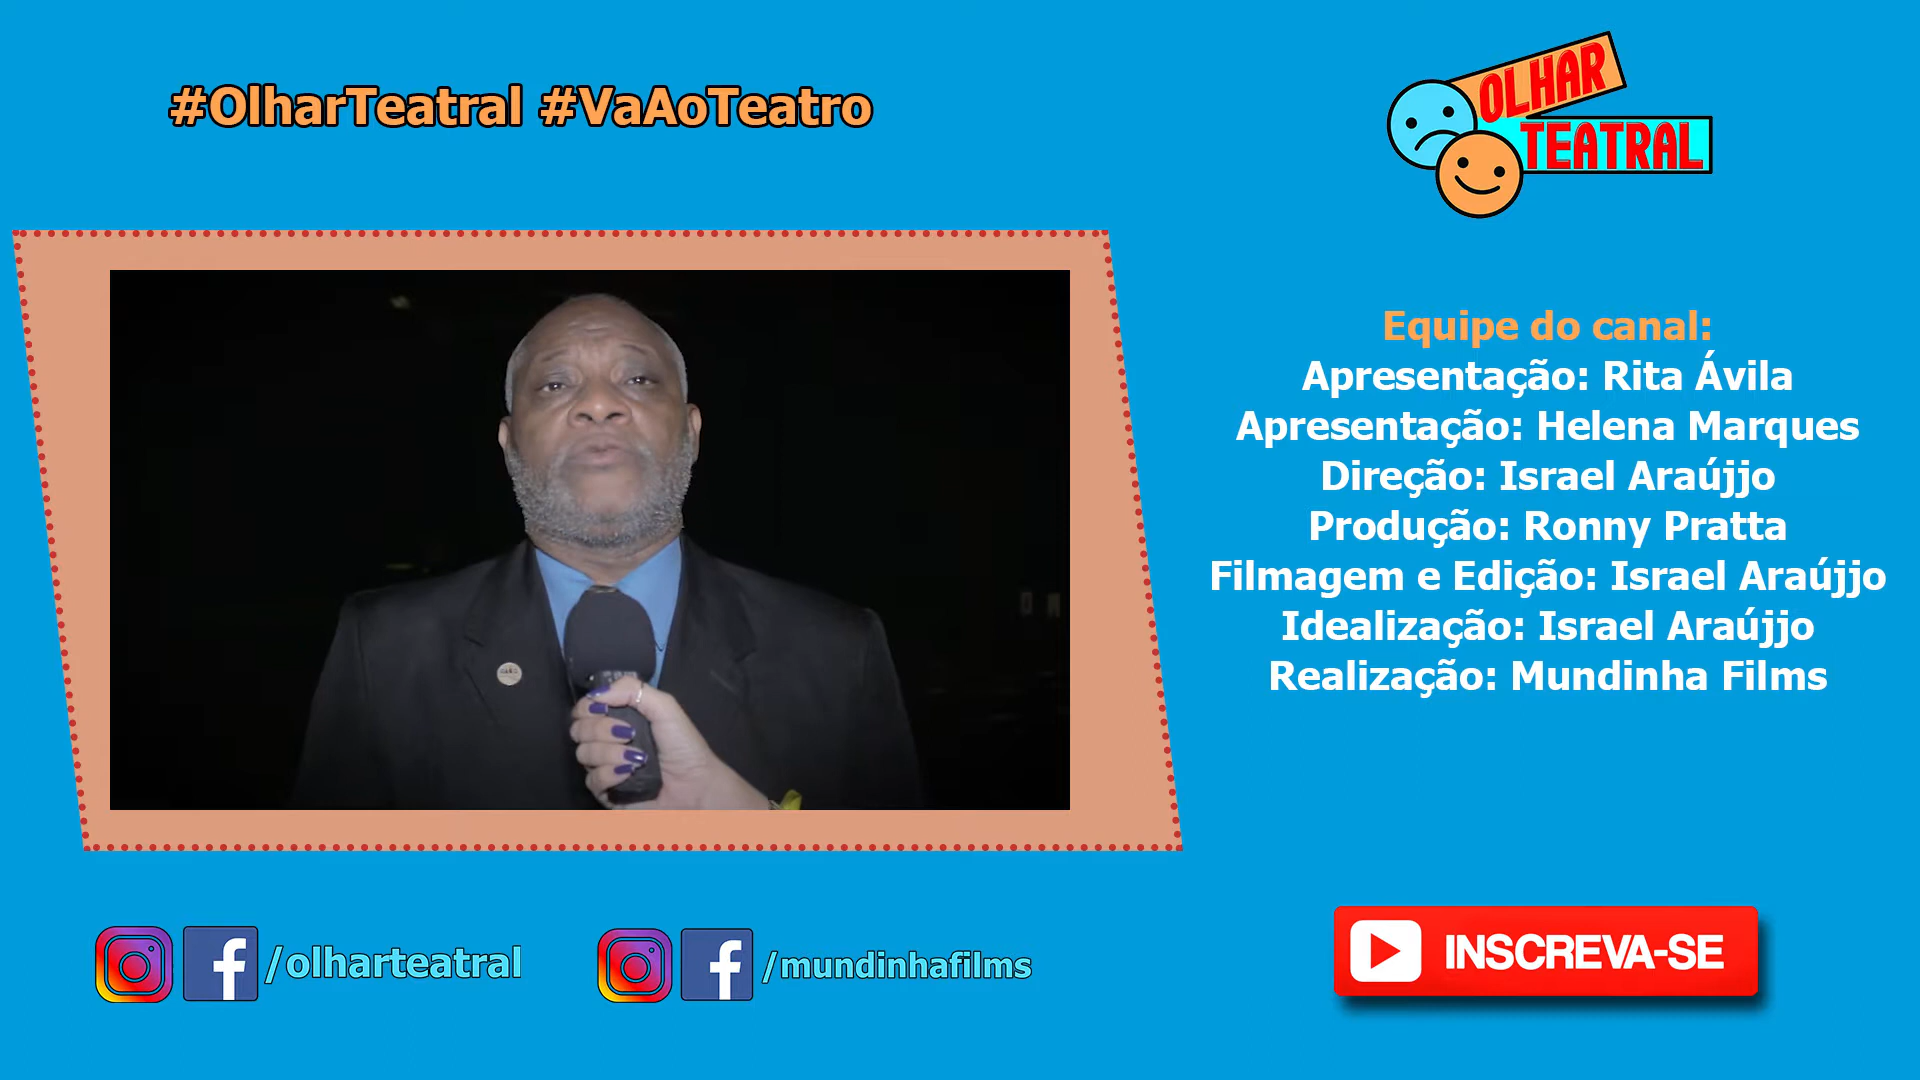 #OlharTeatral #VaAoTeatro
OLHAR
TEATRAL
Equipe do canal:
Apresentação: Rita Ávila
Apresentação: Helena Marques
Direção: Israel Araújjo
Produção: Ronny Pratta
Filmagem e Edição: Israel Araújjo
Idealização: Israel Araújjo
Realização: Mundinha Films
/olharteatral
/mundinhafilms
INSCREVA-SE